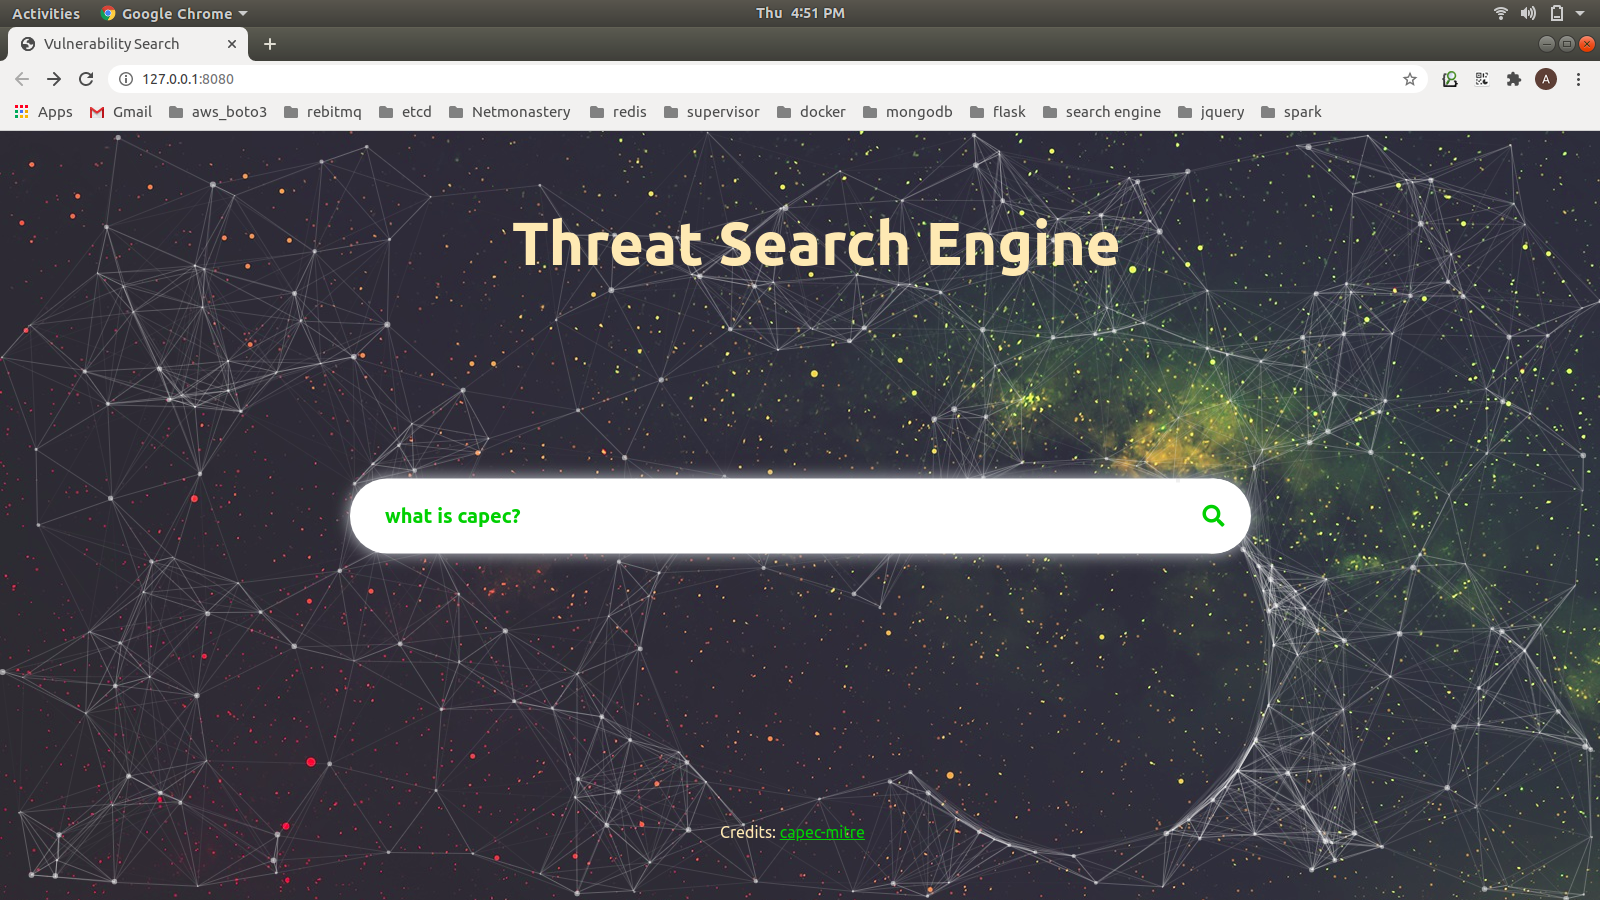 Activities Google Chrome Thu 4:51 PM
Vulnerability Search
127.0.0.1:8080 A
Apps Gmail aws_boto3 rebitmq etcd Netmonastery redis supervisor docker mongodb flask search engine jquery spark
Threat Search Engine
what is capec?
Credits: capec-mitre